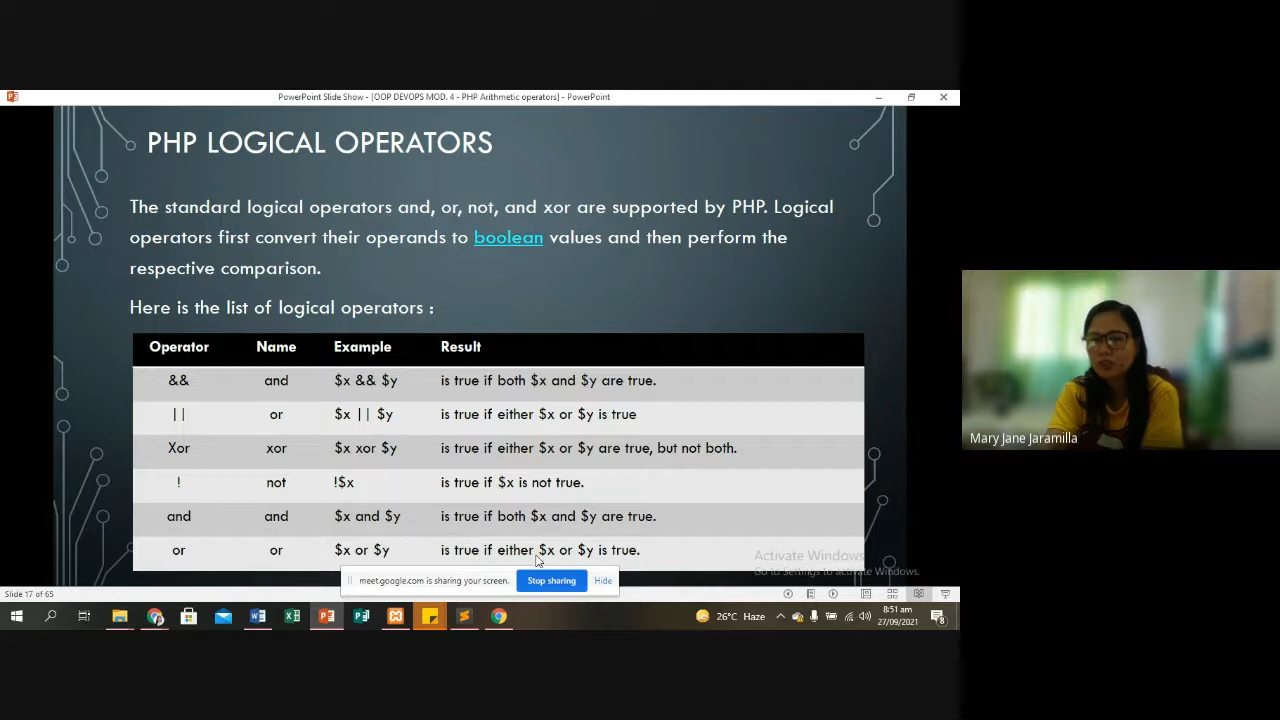 PowerPoint Slide Show - [OOP DEVOPS MOD. 4 - PHP Arithmetic operators] - PowerPoint
PHP LOGICAL OPERATORS
The standard logical operators and, or, not, and xor are supported by PHP. Logical
operators first convert their operands to boolean values and then perform the
respective comparison.
Here is the list of logical operators :
Operator Name Example Result
&& and $x && $y is true if both $x and $y are true.
|| or $x || $y is true if either $x or $y is true
Xor xor $x xor $y is true if either $x or $y are true, but not both.
! not !$x is true if $x is not true.
and and $x and $y is true if both $x and $y are true.
or or $x or $y is true if either $x or $y is true.
Activate Windows
Go to Settings to activate Windows.
meet.google.com is sharing your screen. Stop sharing Hide
Slide 17 of 65
26°C Haze
8:51 am
27/09/2021
8
Mary Jane Jaramilla